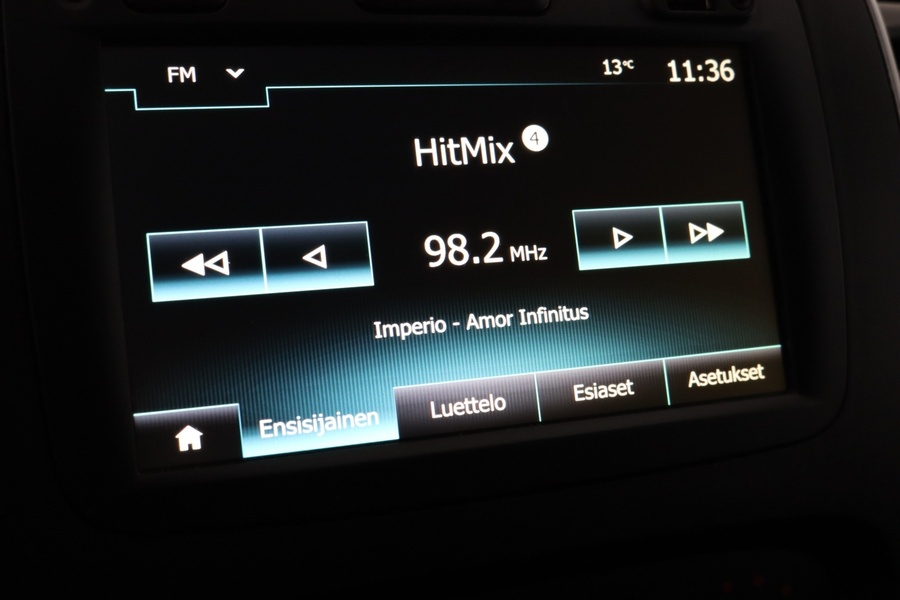 FM
13°C 11:36
HitMix 4
98.2 MHz
Imperio - Amor Infinitus
Ensisijainen Luettelo Esiaset Asetukset